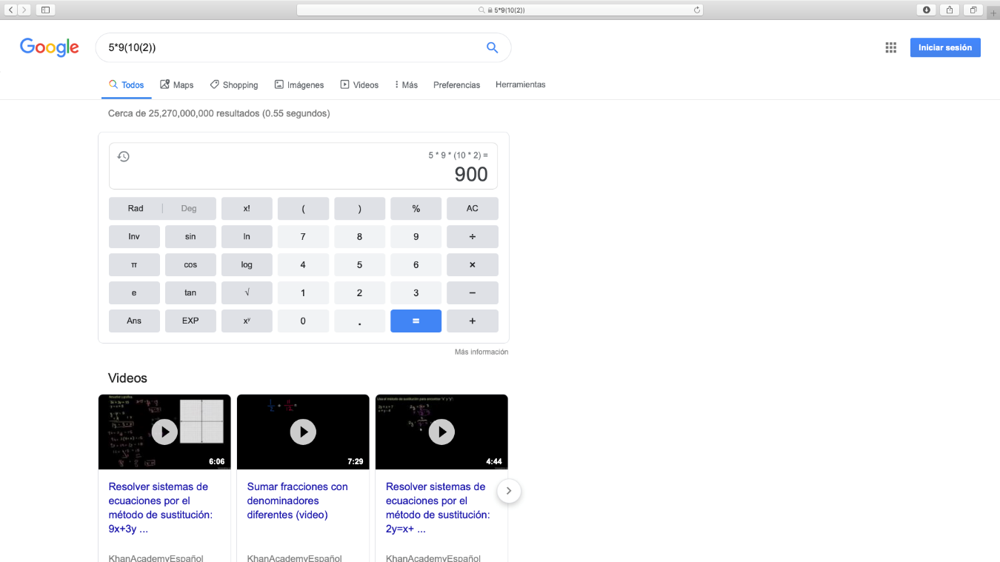 5*9(10(2))
Google
5*9(10(2))
Iniciar sesión
Todos Maps Shopping Imágenes Videos Más Preferencias Herramientas
Cerca de 25,270,000,000 resultados (0.55 segundos)
5 * 9 * (10 * 2) =
900
Rad | Deg x! ( ) % AC
Inv sin ln 7 8 9 ÷
π cos log 4 5 6 ×
e tan √ 1 2 3 −
Ans EXP xʸ 0 . = +
Más información
Videos
6:06
7:29
4:44
Resolver sistemas de
ecuaciones por el
método de sustitución:
9x+3y ...
KhanAcademyEspañol
Sumar fracciones con
denominadores
diferentes (video)
KhanAcademyEspañol
Resolver sistemas de
ecuaciones por el
método de sustitución:
2y=x+ ...
KhanAcademyEspañol